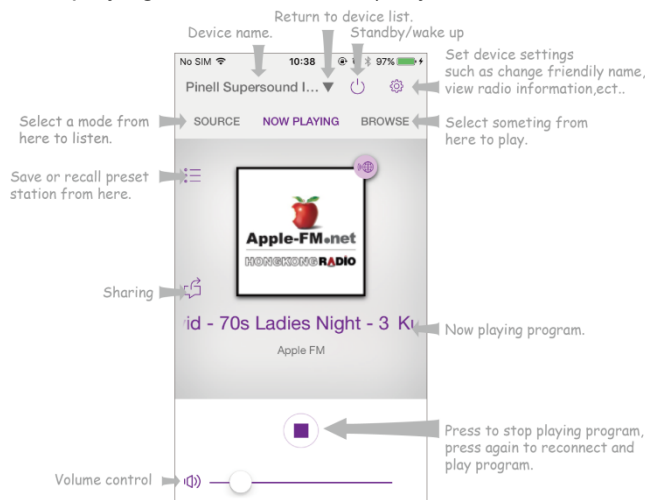 Return to device list.
Device name.
Standby/wake up
No SIM
10:38
97%
Pinell Supersound I...
Set device settings
such as change friendily name,
view radio information,ect..
Select a mode from
here to listen.
SOURCE
NOW PLAYING
BROWSE
Select someting from
here to play.
Save or recall preset
station from here.
Apple-FM.net
HONGKONG RADIO
Sharing
id - 70s Ladies Night - 3 Ku
Now playing program.
Apple FM
Press to stop playing program,
press again to reconnect and
play program.
Volume control